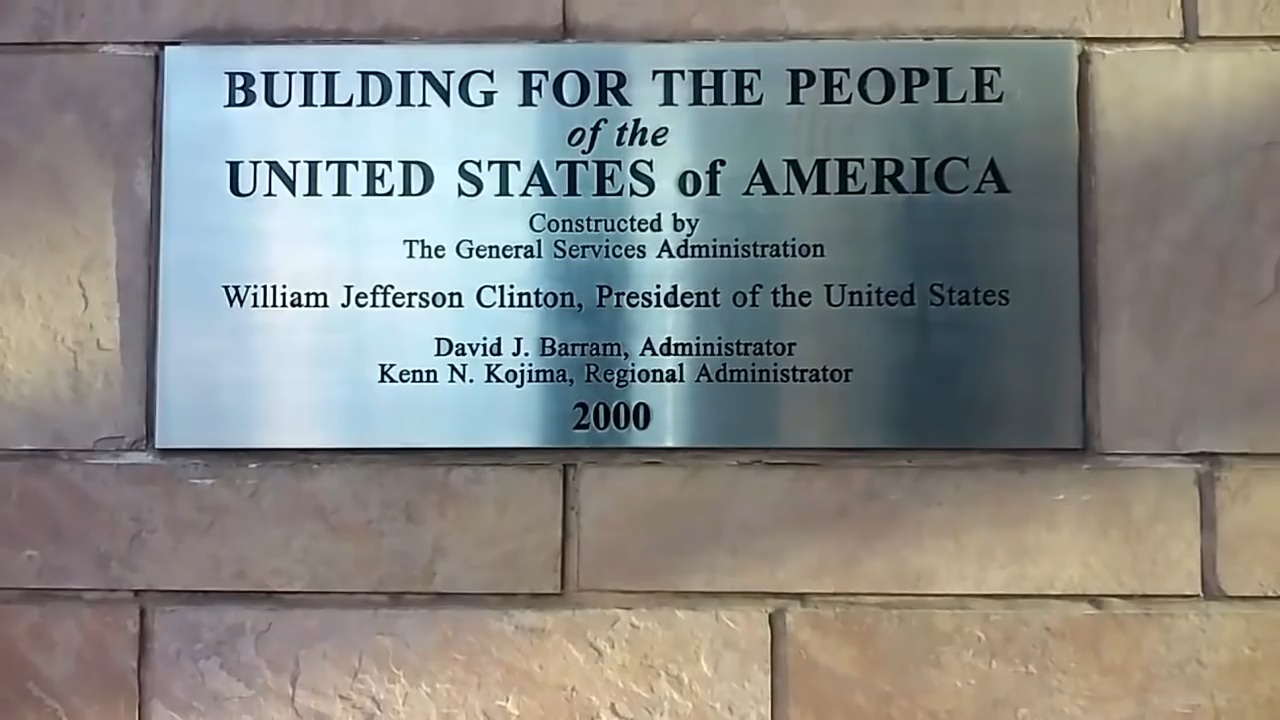 BUILDING FOR THE PEOPLE
of the
UNITED STATES of AMERICA
Constructed by
The General Services Administration
William Jefferson Clinton, President of the United States
David J. Barram, Administrator
Kenn N. Kojima, Regional Administrator
2000